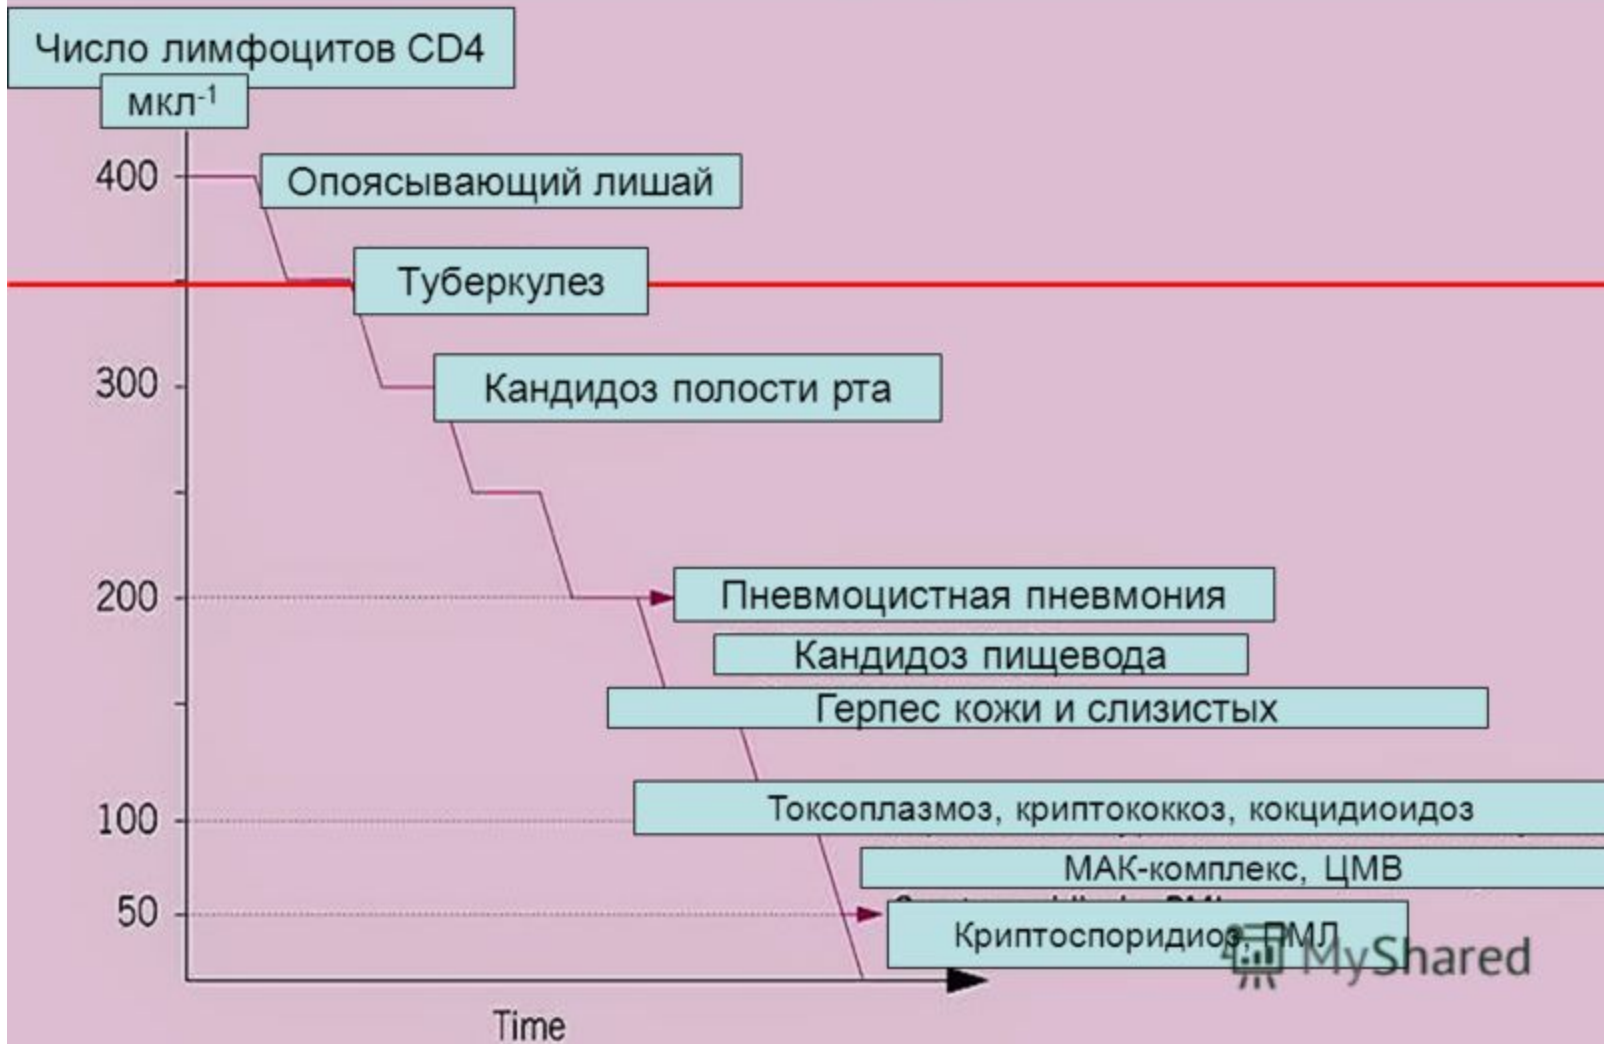 Число лимфоцитов CD4
мкл-1
400
Опоясывающий лишай
Туберкулез
300
Кандидоз полости рта
200
Пневмоцистная пневмония
Кандидоз пищевода
Герпес кожи и слизистых
Токсоплазмоз, криптококкоз, кокцидиоидоз
100
МАК-комплекс, ЦМВ
50
Криптоспоридиоз, ПМЛ
MyShared
Time